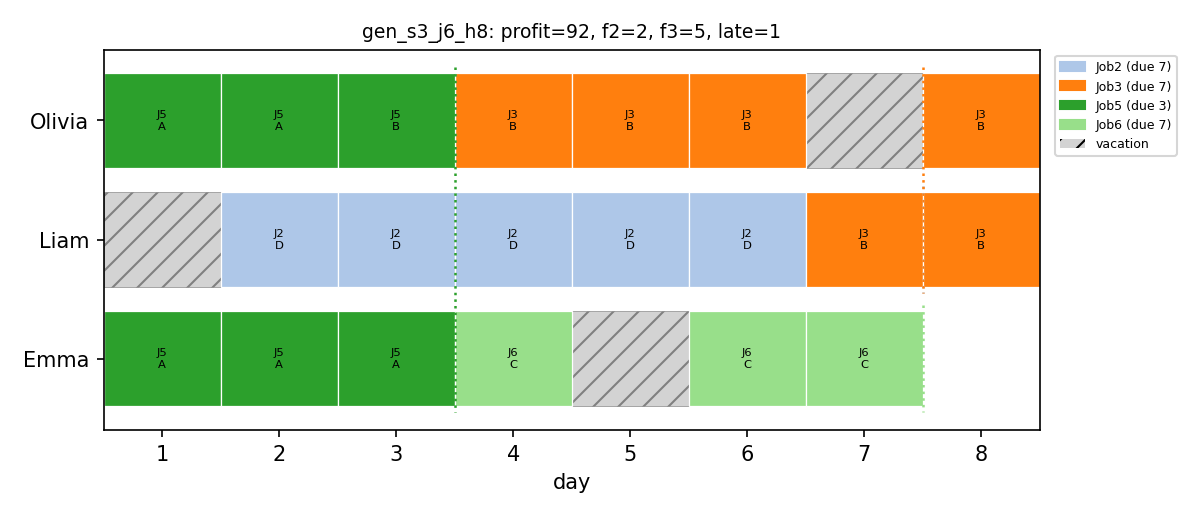 gen_s3_j6_h8: profit=92, f2=2, f3=5, late=1
Job2 (due 7)
Job3 (due 7)
Job5 (due 3)
Job6 (due 7)
vacation
Olivia
J5
A
J5
A
J5
B
J3
B
J3
B
J3
B
J3
B
Liam
J2
D
J2
D
J2
D
J2
D
J2
D
J3
B
J3
B
Emma
J5
A
J5
A
J5
A
J6
C
J6
C
J6
C
1 2 3 4 5 6 7 8
day